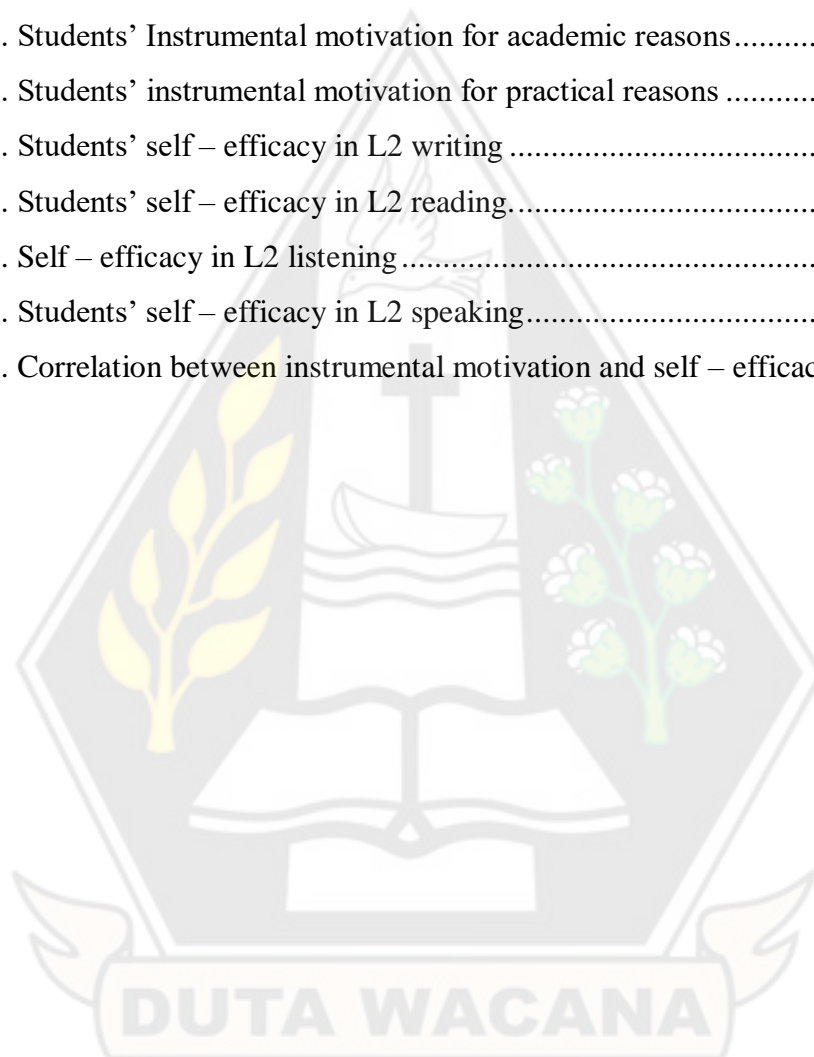 . Students’ Instrumental motivation for academic reasons..........
. Students’ instrumental motivation for practical reasons ...........
. Students’ self – efficacy in L2 writing .....................................
. Students’ self – efficacy in L2 reading.....................................
. Self – efficacy in L2 listening ..................................................
. Students’ self – efficacy in L2 speaking...................................
. Correlation between instrumental motivation and self – efficac
DUTA WACANA